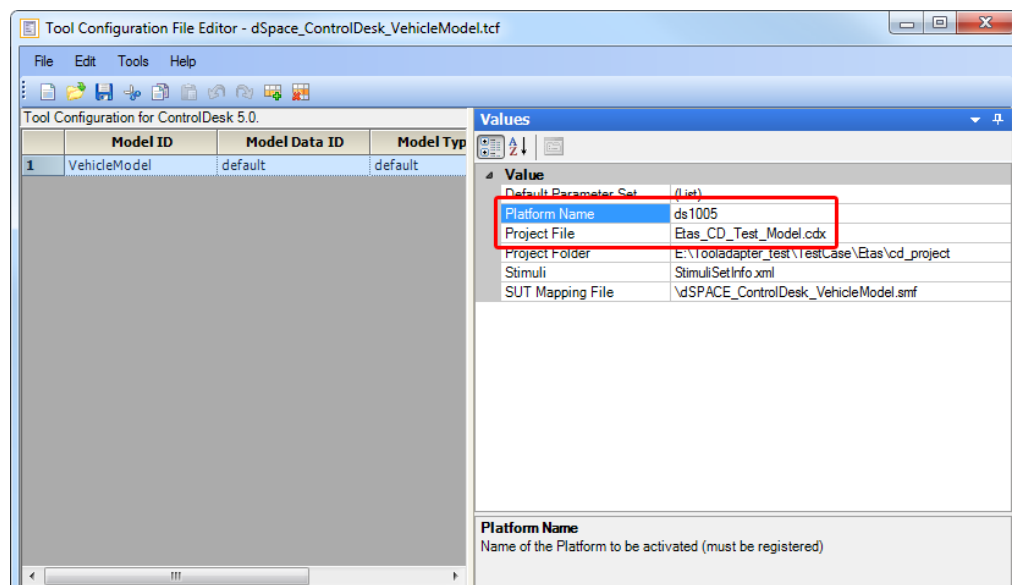 Tool Configuration File Editor - dSpace_ControlDesk_VehicleModel.tcf
File Edit Tools Help
Tool Configuration for ControlDesk 5.0.
Model ID Model Data ID Model Typ
1 VehicleModel default default
Values
Value
Default Parameter Set (List)
Platform Name ds1005
Project File Etas_CD_Test_Model.cdx
Project Folder E:\Tooladapter_test\TestCase\Etas\cd_project
Stimuli StimuliSetInfo.xml
SUT Mapping File \dSPACE_ControlDesk_VehicleModel.smf
Platform Name
Name of the Platform to be activated (must be registered)